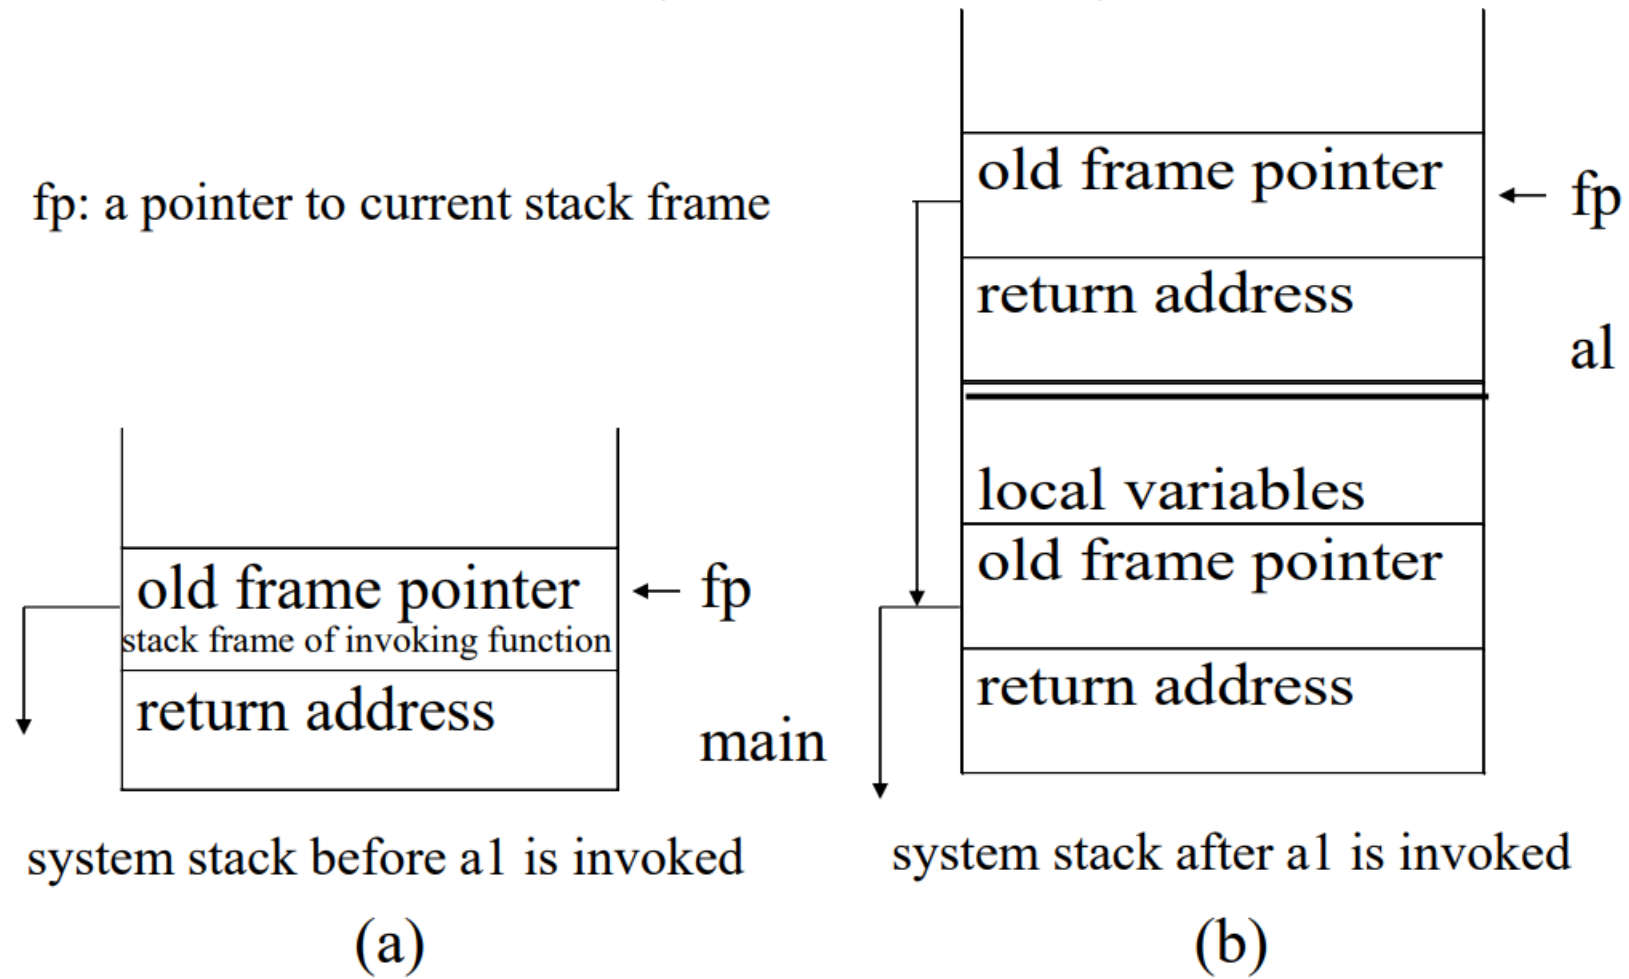 fp: a pointer to current stack frame
old frame pointer
stack frame of invoking function
return address
fp
main
system stack before a1 is invoked
(a)
old frame pointer
return address
local variables
old frame pointer
return address
fp
al
system stack after a1 is invoked
(b)